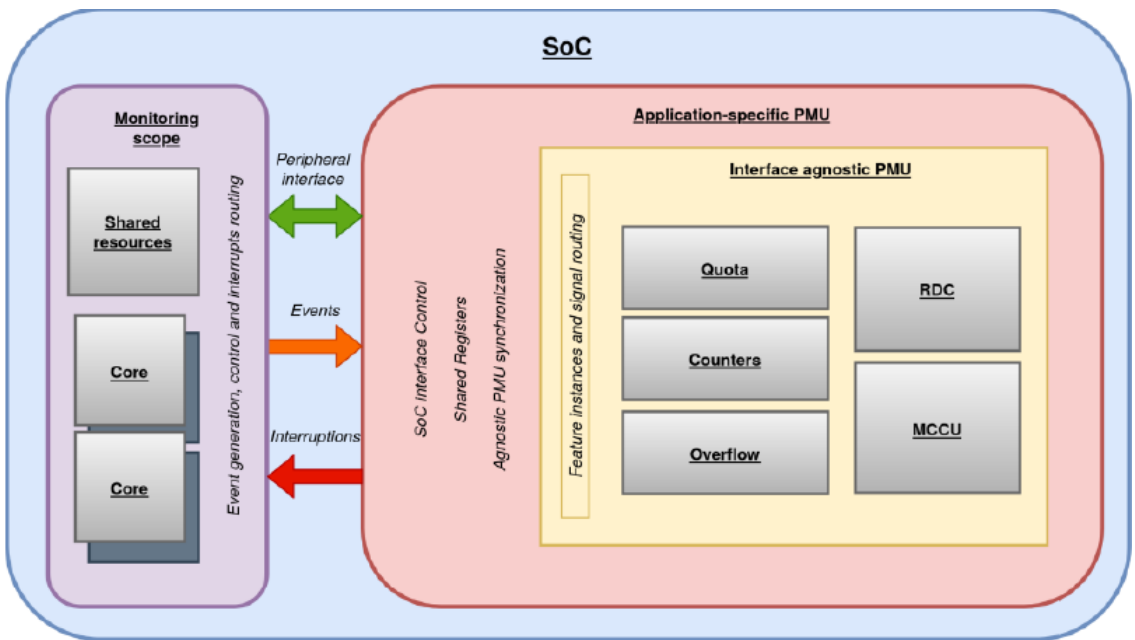 SoC
Monitoring
scope
Shared
resources
Core
Core
Event generation, control and interrupts routing
Peripheral
interface
Events
Interruptions
Application-specific PMU
SoC Interface Control
Shared Registers
Agnostic PMU synchronization
Interface agnostic PMU
Feature instances and signal routing
Quota
Counters
Overflow
RDC
MCCU